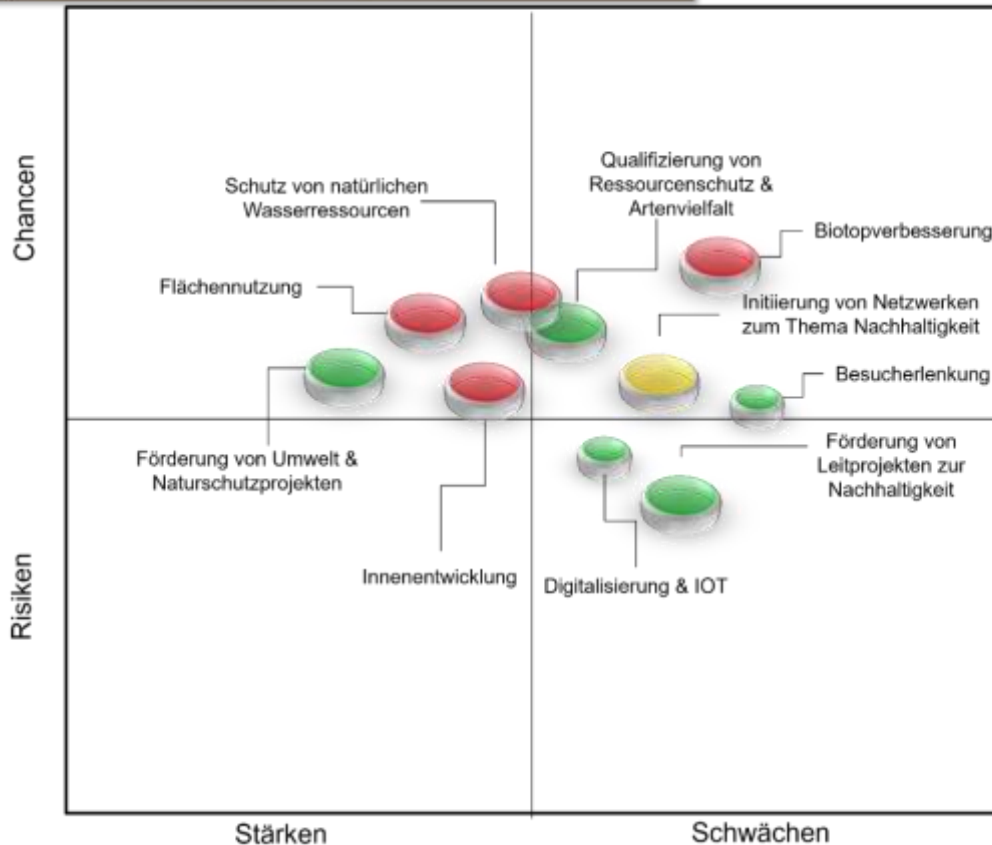 Chancen
Risiken
Schutz von natürlichen
Wasserressourcen
Qualifizierung von
Ressourcenschutz &
Artenvielfalt
Biotopverbesserung
Flächennutzung
Initiierung von Netzwerken
zum Thema Nachhaltigkeit
Besucherlenkung
Förderung von Umwelt &
Naturschutzprojekten
Förderung von
Leitprojekten zur
Nachhaltigkeit
Innenentwicklung
Digitalisierung & IOT
Stärken
Schwächen